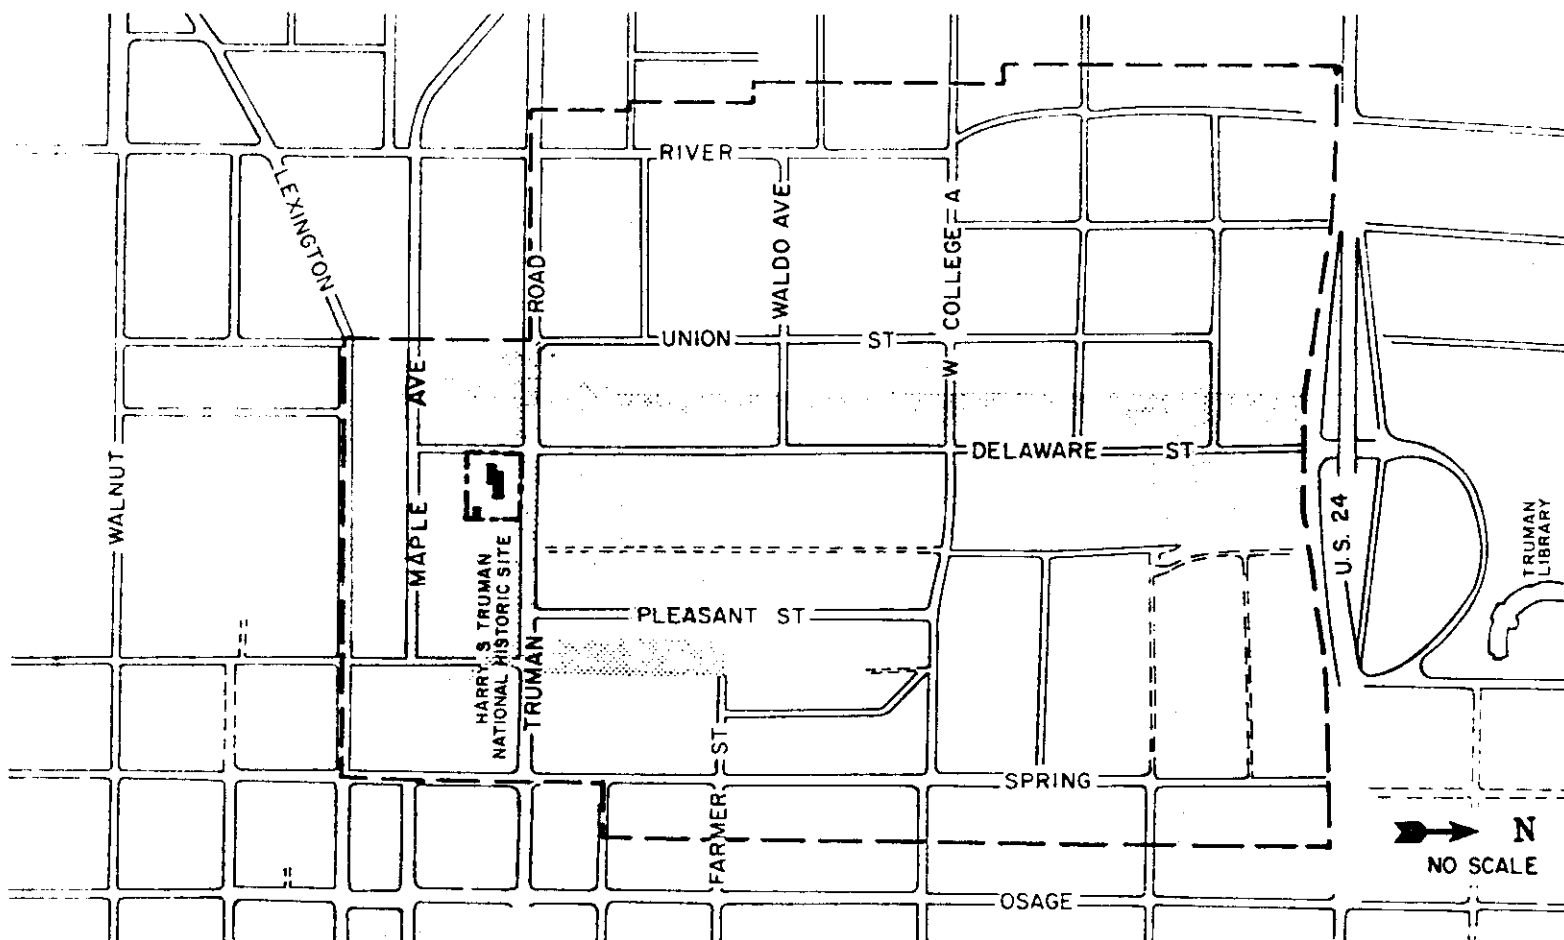 RIVER
LEXINGTON
ROAD
WALDO AVE
W COLLEGE A
UNION ST
MAPLE AVE
WALNUT
DELAWARE ST
U.S. 24
TRUMAN
LIBRARY
HARRY S TRUMAN
NATIONAL HISTORIC SITE
TRUMAN
PLEASANT ST
FARMER ST
SPRING
N
NO SCALE
OSAGE